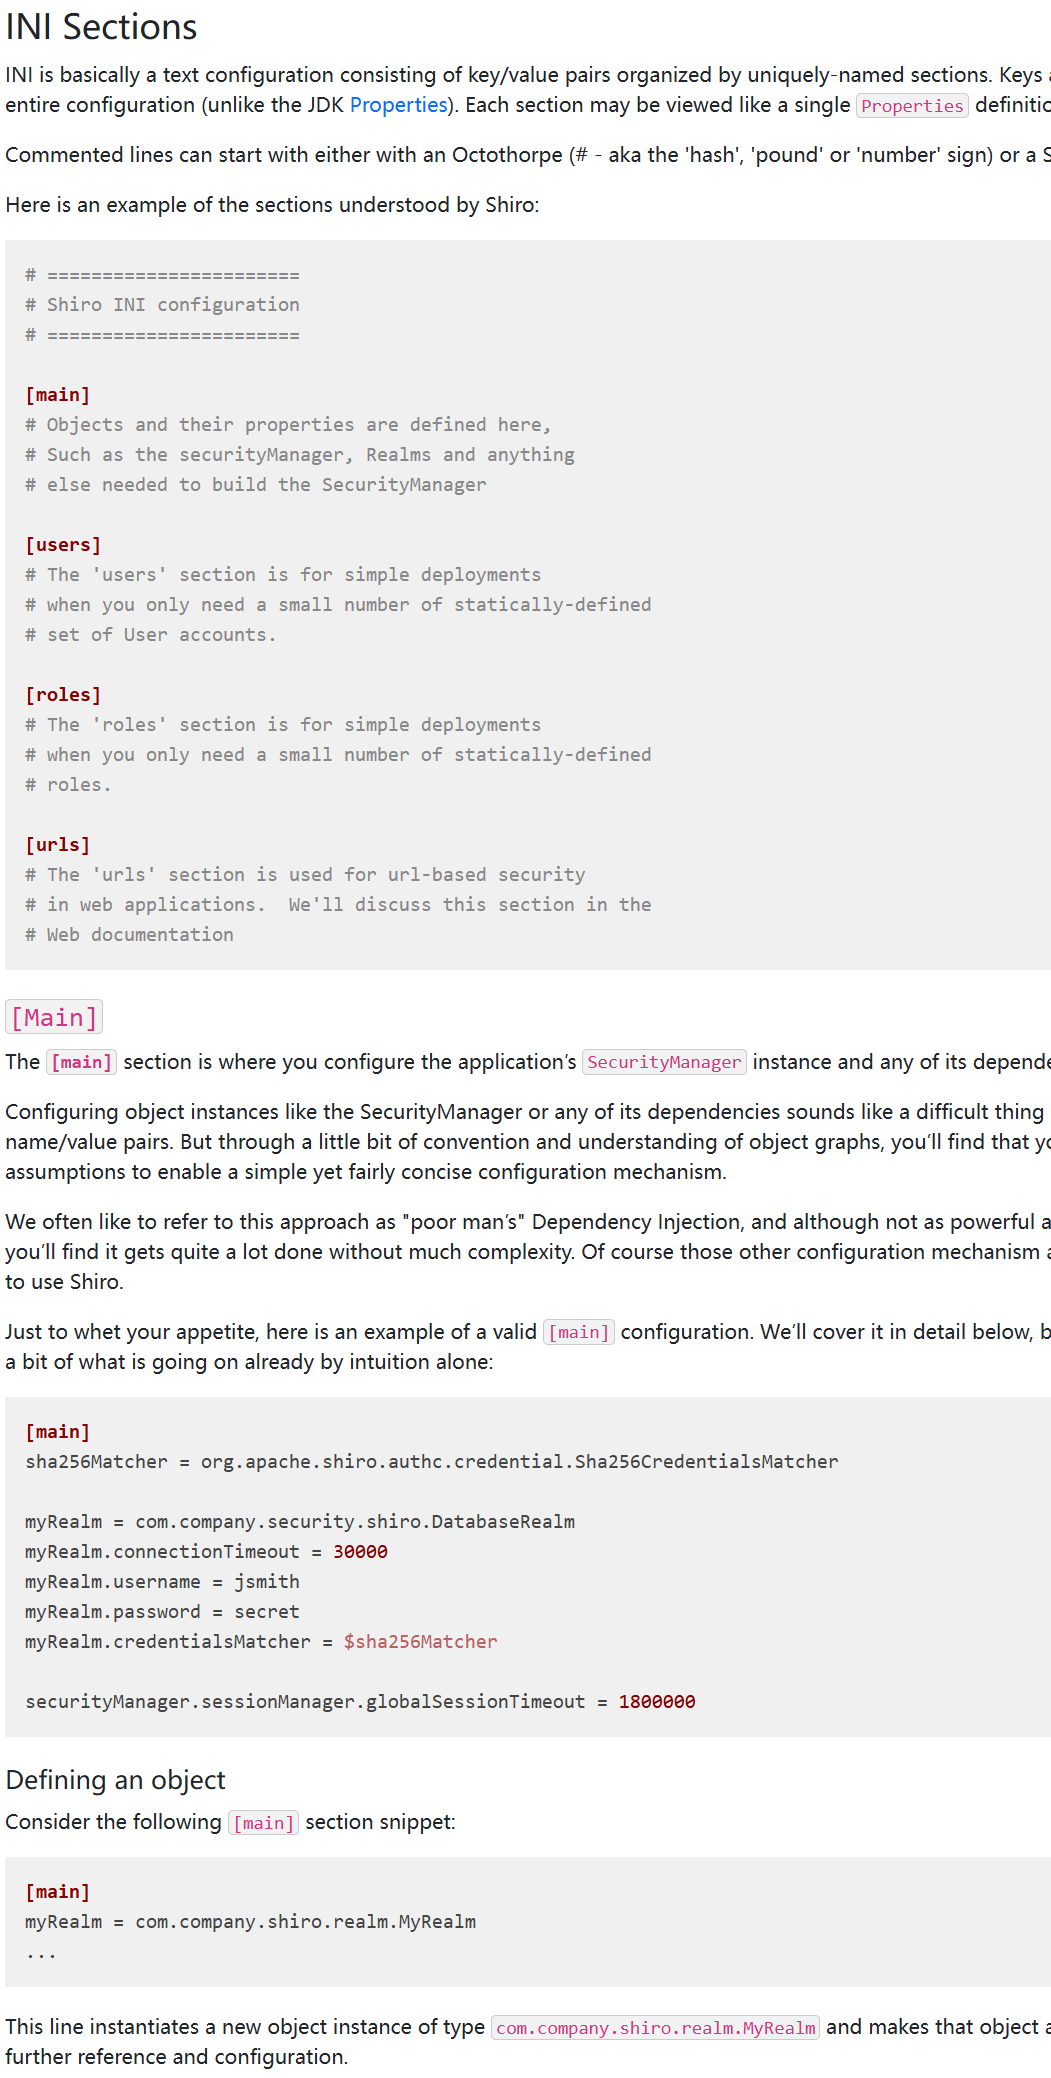 INI Sections
INI is basically a text configuration consisting of key/value pairs organized by uniquely-named sections. Keys
entire configuration (unlike the JDK Properties). Each section may be viewed like a single Properties
Commented lines can start with either with an Octothorpe (# - aka the 'hash', 'pound' or 'number' sign) or a
Here is an example of the sections understood by Shiro:
# =======================
# Shiro INI configuration
# =======================
[main]
# Objects and their properties are defined here,
# Such as the securityManager, Realms and anything
# else needed to build the SecurityManager
[users]
# The 'users' section is for simple deployments
# when you only need a small number of statically-defined
# set of User accounts.
[roles]
# The 'roles' section is for simple deployments
# when you only need a small number of statically-defined
# roles.
[urls]
# The 'urls' section is used for url-based security
# in web applications.  We'll discuss this section in the
# Web documentation
[Main]
The [main] section is where you configure the application’s SecurityManager instance and any of its
Configuring object instances like the SecurityManager or any of its dependencies sounds like a difficult thing
name/value pairs. But through a little bit of convention and understanding of object graphs, you’ll find that
assumptions to enable a simple yet fairly concise configuration mechanism.
We often like to refer to this approach as "poor man’s" Dependency Injection, and although not as powerful
you’ll find it gets quite a lot done without much complexity. Of course those other configuration mechanism
to use Shiro.
Just to whet your appetite, here is an example of a valid [main] configuration. We’ll cover it in detail below,
a bit of what is going on already by intuition alone:
[main]
sha256Matcher = org.apache.shiro.authc.credential.Sha256CredentialsMatcher
myRealm = com.company.security.shiro.DatabaseRealm
myRealm.connectionTimeout = 30000
myRealm.username = jsmith
myRealm.password = secret
myRealm.credentialsMatcher = $sha256Matcher
securityManager.sessionManager.globalSessionTimeout = 1800000
Defining an object
Consider the following [main] section snippet:
[main]
myRealm = com.company.shiro.realm.MyRealm
...
This line instantiates a new object instance of type com.company.shiro.realm.MyRealm and makes that object
further reference and configuration.